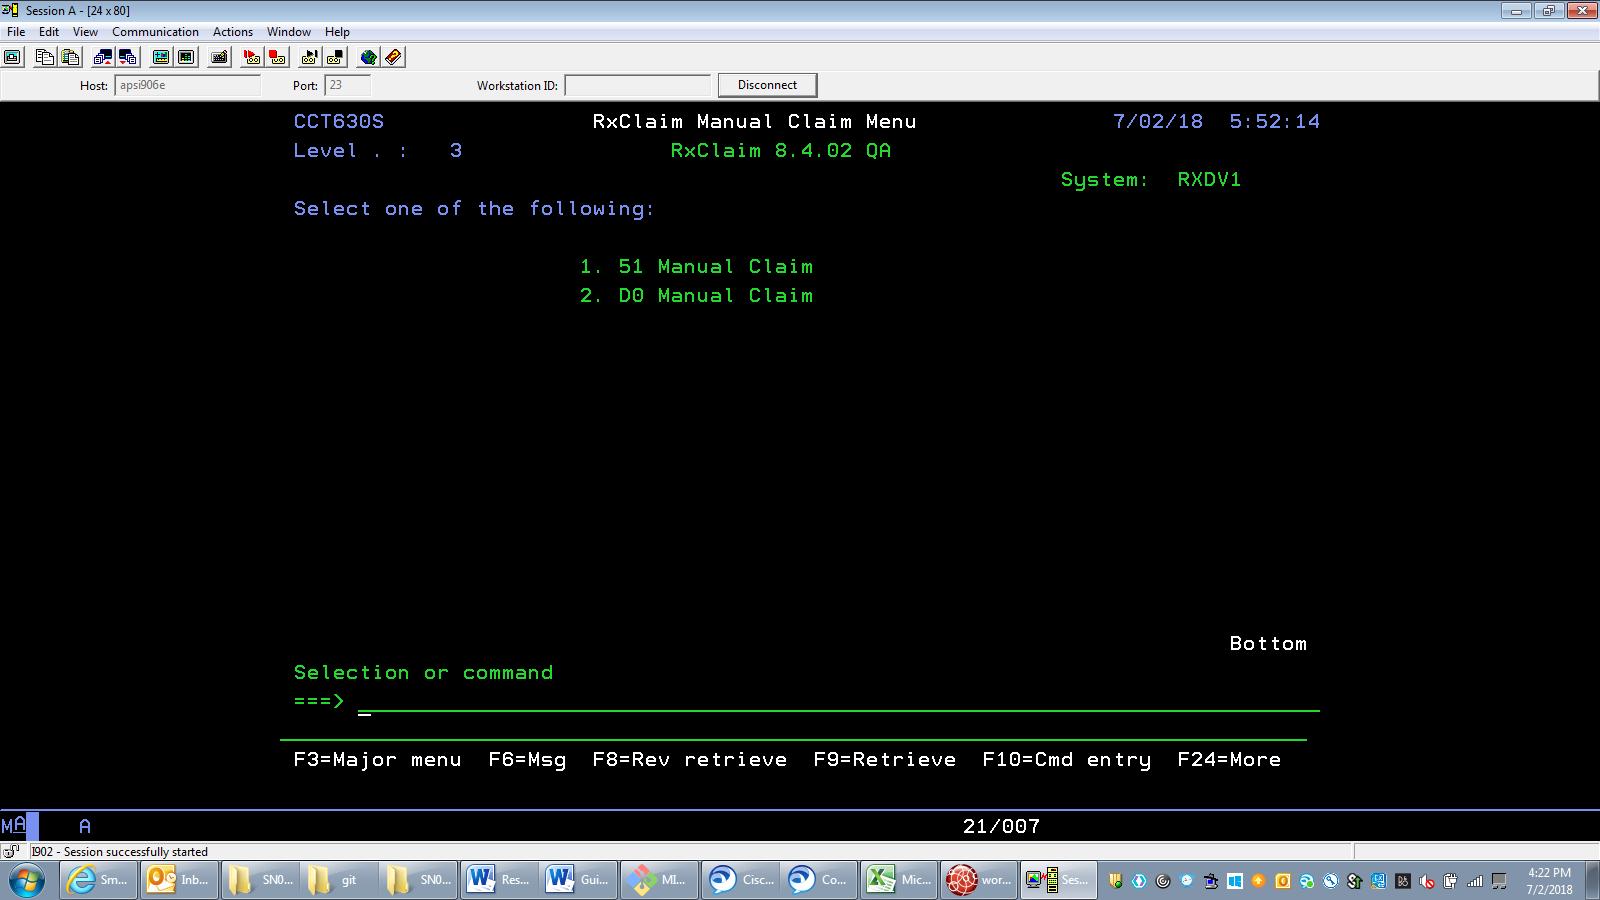 Session A - [24 x 80]
File Edit View Communication Actions Window Help
Host: apsi906e Port: 23 Workstation ID: Disconnect
CCT630S RxClaim Manual Claim Menu 7/02/18 5:52:14
Level . : 3 RxClaim 8.4.02 QA
System: RXDV1
Select one of the following:
1. 51 Manual Claim
2. D0 Manual Claim
Bottom
Selection or command
===>
F3=Major menu F6=Msg F8=Rev retrieve F9=Retrieve F10=Cmd entry F24=More
MA A 21/007
I902 - Session successfully started
Sm... Inb... SN0... git SN0... Res... Gui... MI... Cisc... Co... Mic... wor... Ses... 4:22 PM
7/2/2018